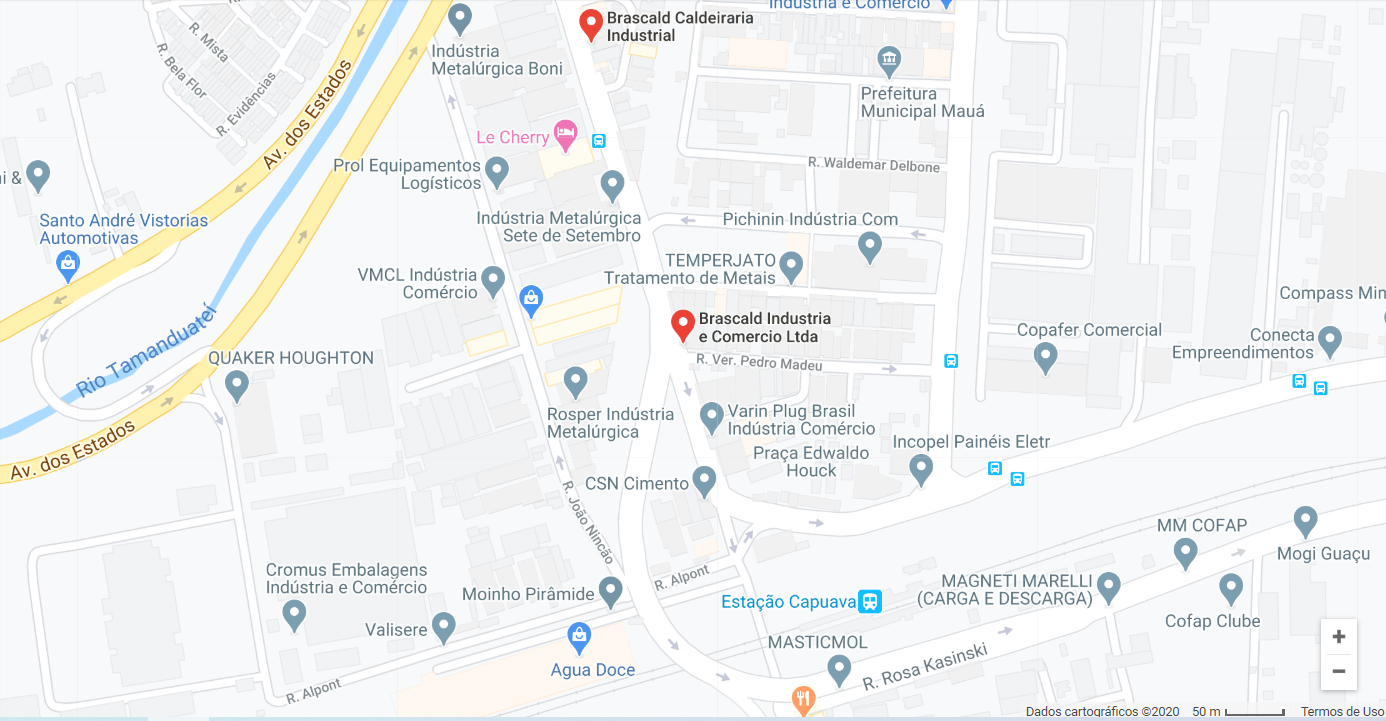 Brascald Caldeiraria
Industrial
Indústria e Comércio
R. Mista
R. Bela Flor
R. Evidências
Av. dos Estados
Indústria
Metalúrgica Boni
Prefeitura
Municipal Mauá
Le Cherry
R. Waldemar Delbone
Prol Equipamentos
Logísticos
ni &
Santo André Vistorias
Automotivas
Indústria Metalúrgica
Sete de Setembro
Pichinin Indústria Com
TEMPERJATO
Tratamento de Metais
VMCL Indústria
Comércio
Compass Min
Rio Tamanduateí
Brascald Industria
e Comercio Ltda
Copafer Comercial
Conecta
Empreendimentos
QUAKER HOUGHTON
R. Ver. Pedro Madeu
Rosper Indústria
Metalúrgica
Varin Plug Brasil
Indústria Comércio
Av. dos Estados
Incopel Painéis Eletr
Praça Edwaldo
Houck
CSN Cimento
R. João Nincão
MM COFAP
Mogi Guaçu
Cromus Embalagens
Indústria e Comércio
R. Alpont
Moinho Pirâmide
Estação Capuava
MAGNETI MARELLI
(CARGA E DESCARGA)
Cofap Clube
Valisere
MASTICMOL
Agua Doce
R. Rosa Kasinski
R. Alpont
+
−
Dados cartográficos ©2020 50 m Termos de Uso